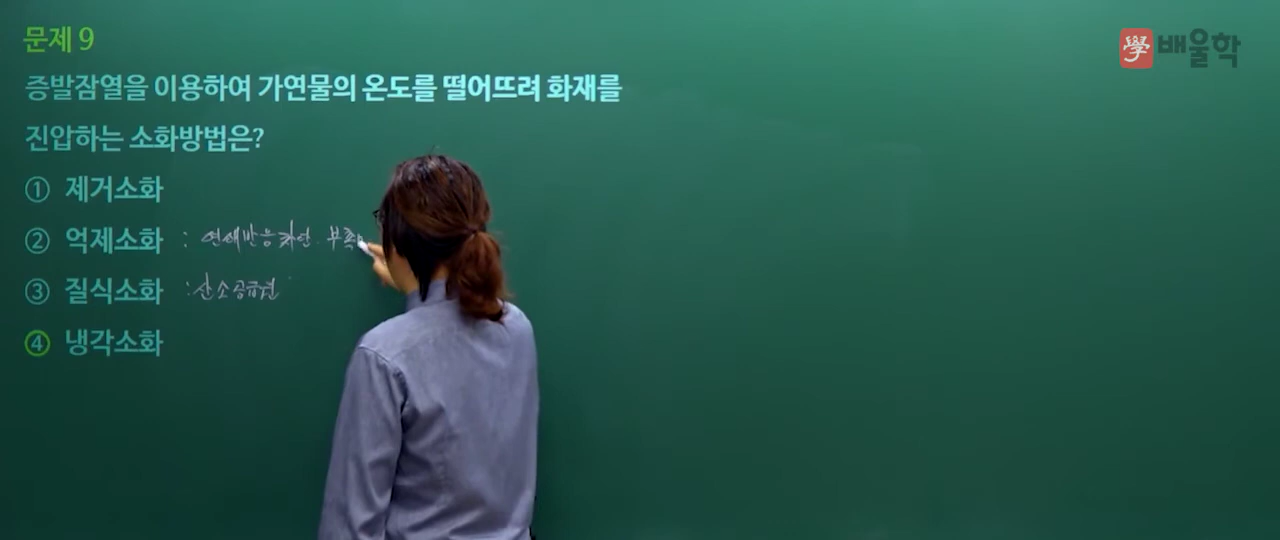 문제 9
學 배울학
증발잠열을 이용하여 가연물의 온도를 떨어뜨려 화재를
진압하는 소화방법은?
① 제거소화
② 억제소화 : 연쇄반응차단. 부촉
③ 질식소화 : 산소공급원
④ 냉각소화